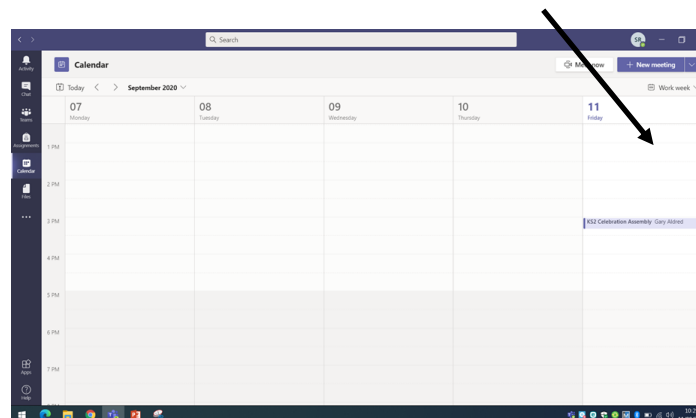 Search
SR
Activity
Calendar
Meet now
+ New meeting
Chat
Today
September 2020
Work week
Teams
07
08
09
10
11
Monday
Tuesday
Wednesday
Thursday
Friday
Assignments
1 PM
Calendar
2 PM
Files
3 PM
KS2 Celebration Assembly Gary Aldred
4 PM
5 PM
6 PM
Apps
7 PM
Help